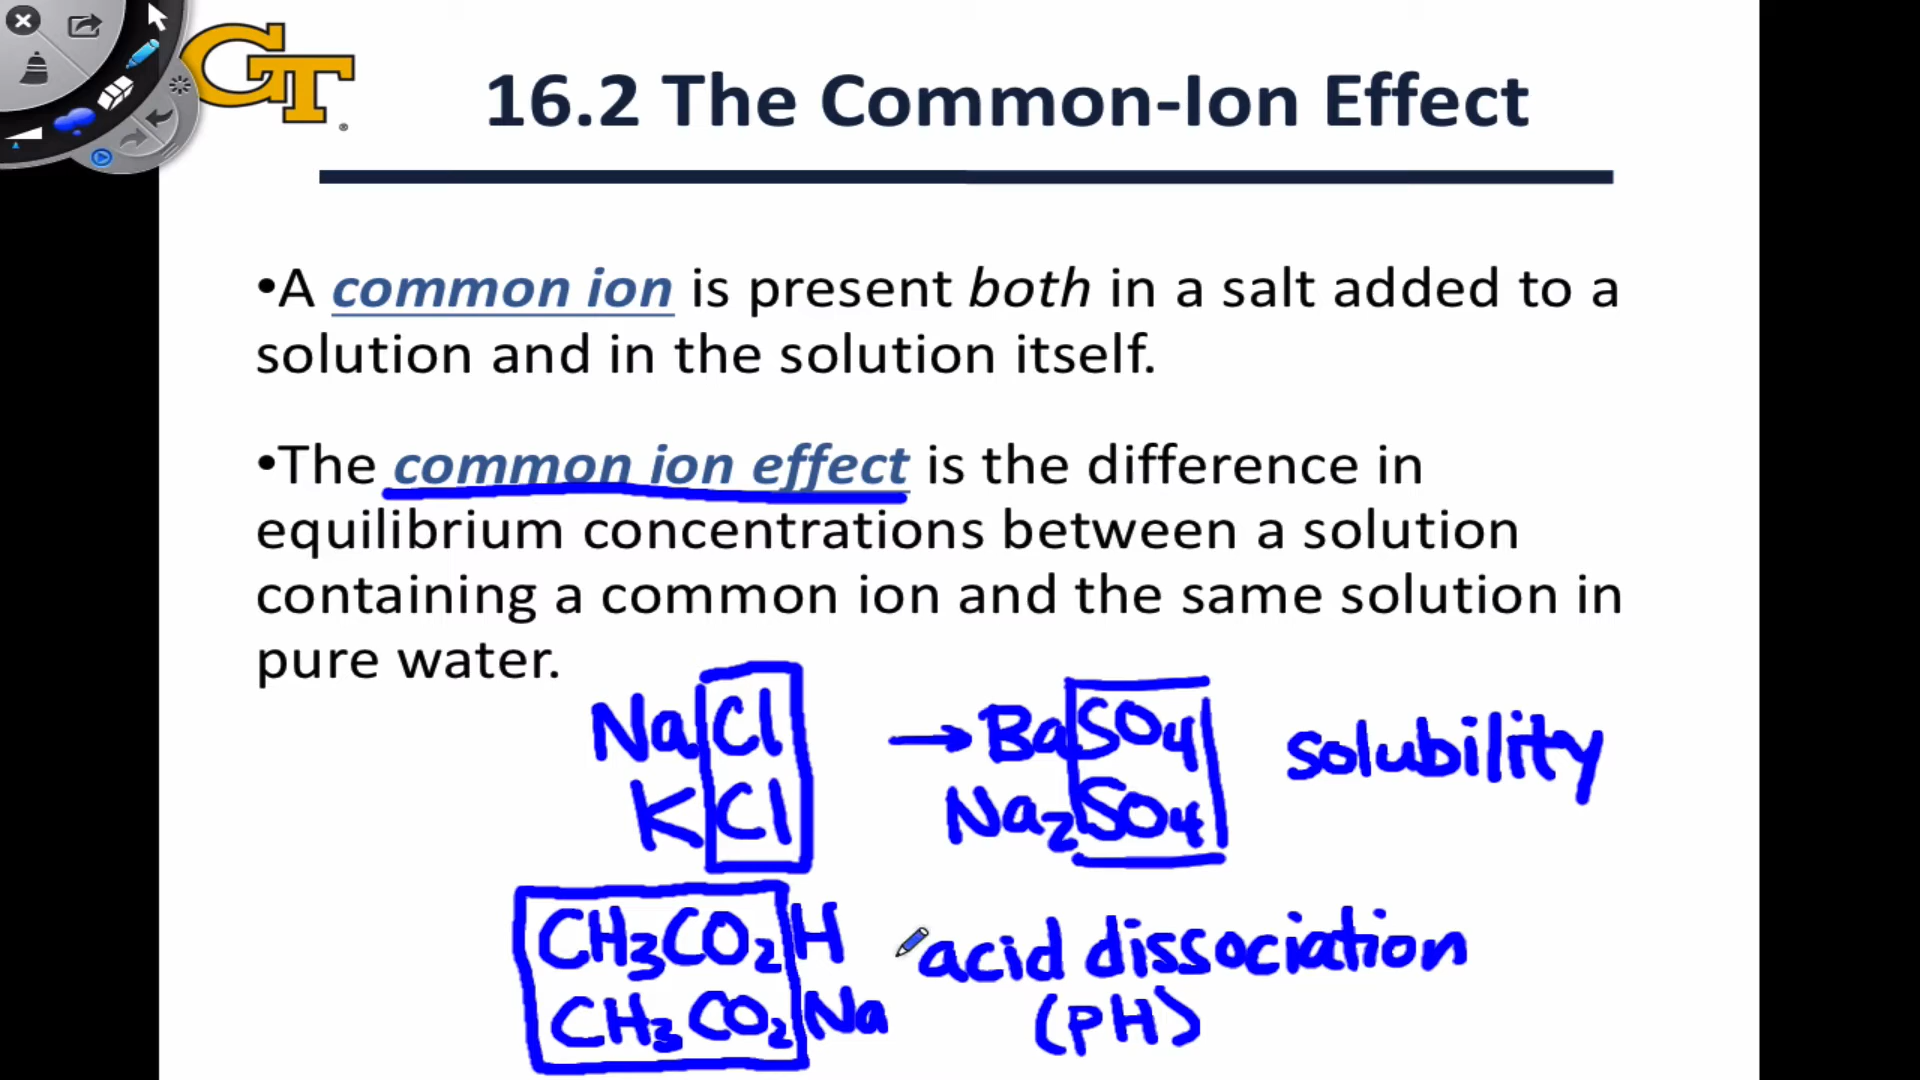 GT
16.2 The Common-Ion Effect
•A common ion is present both in a salt added to a
solution and in the solution itself.
•The common ion effect is the difference in
equilibrium concentrations between a solution
containing a common ion and the same solution in
pure water.
NaCl → BaSO4 solubility
KCl Na2SO4
CH3CO2H acid dissociation
CH3CO2Na (pH)